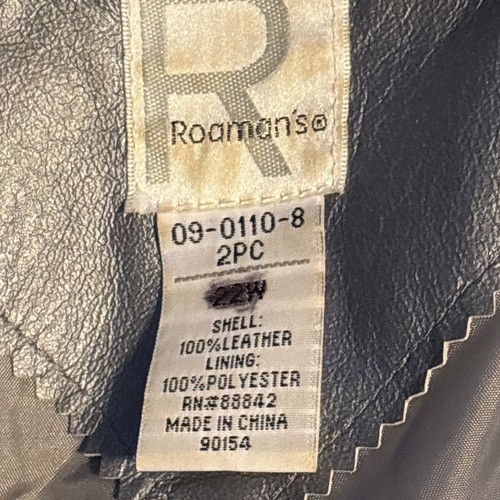 R
Roaman's®
09-0110-8
2PC
22W
SHELL:
100%LEATHER
LINING:
100%POLYESTER
RN#88842
MADE IN CHINA
90154